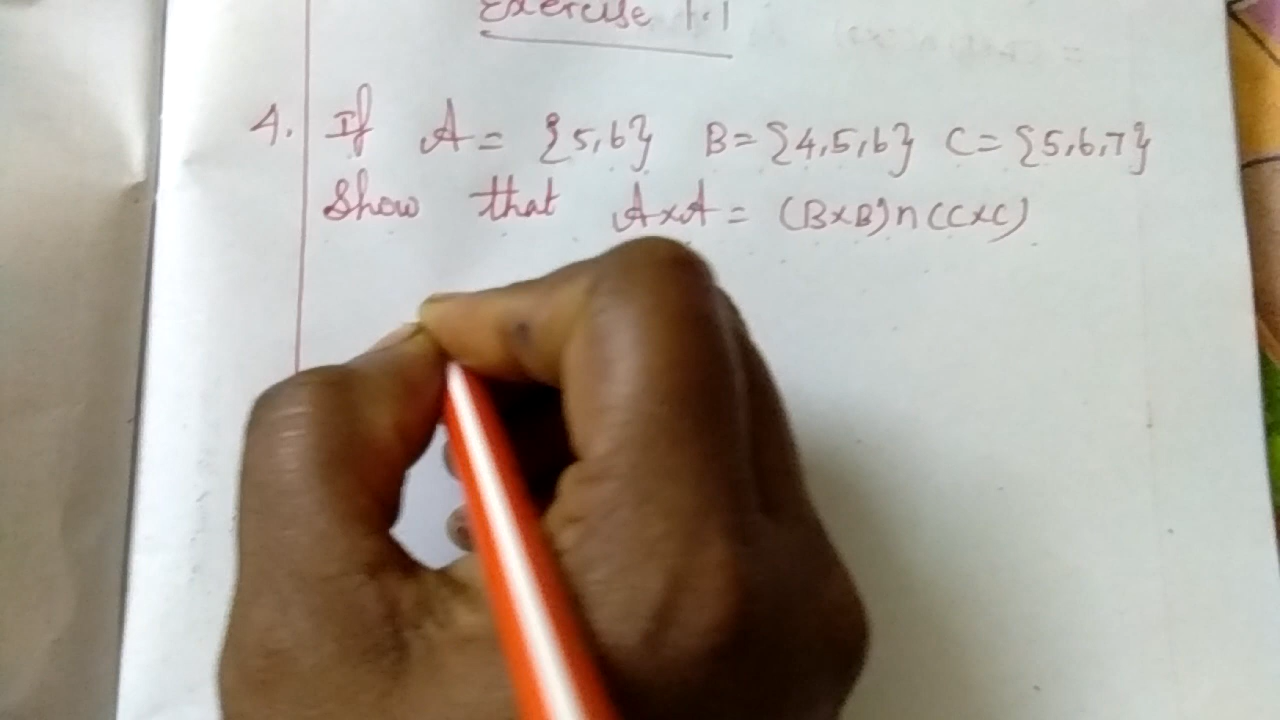 Exercise 1.1
4. If A = {5,6} B = {4,5,6} C = {5,6,7}
Show that A×A = (B×B)∩(C×C)